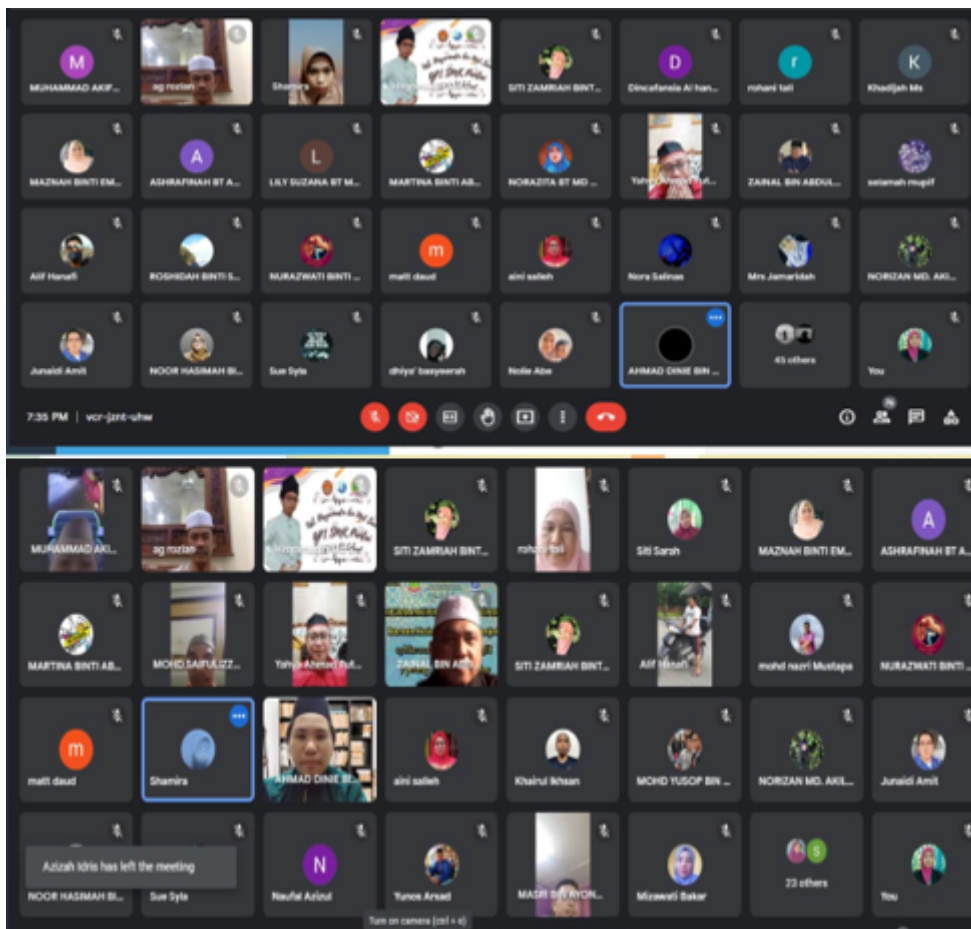 M
D
r
K
MUHAMMAD AKIF...
ag rozlan
Shamira
SITI ZAMRIAH BINT...
Dincafansia Al han...
rohani tali
Khadijah Ms
A
L
MAZNAH BINTI EM...
ASHRAFINAH BT A...
LILY SUZANA BT M...
MARTINA BINTI AB...
NORAZITA BT MD ...
Yahya Ahmad Put...
ZAINAL BIN ABDUL...
selamah mupif
m
Alif Hanafi
ROSHIDAH BINTI S...
NURAZWATI BINTI ...
matt daud
aini salleh
Nora Salinas
Mrs Jamaridah
NORIZAN MD. AKI...
Junaidi Amit
NOOR HASIMAH BI...
Sue Syta
dhiya' basyeerah
Nolie Abe
AHMAD DINIE BIN ...
45 others
You
7:35 PM | vcr-jznt-uhw
76
A
MUHAMMAD AKI...
ag rozlan
SITI ZAMRIAH BINT...
rohani tali
Siti Sarah
MAZNAH BINTI EM...
ASHRAFINAH BT A...
MARTINA BINTI AB...
MOHD SAIFULIZZ...
Yahya Ahmad Put...
ZAINAL BIN ABD...
SITI ZAMRIAH BINT...
Alif Hanafi
mohd nazri Mustapa
NURAZWATI BINTI ...
m
matt daud
Shamira
AHMAD DINIE BI...
aini salleh
Khairul Ikhsan
MOHD YUSOP BIN ...
NORIZAN MD. AKIL...
Junaidi Amit
Azizah Idris has left the meeting
N
S
NOOR HASIMAH BI...
Sue Syta
Naufal Azizul
Yunos Arsad
MASRI BIN AYON...
Mizawati Bakar
23 others
You
Turn on camera (ctrl + e)